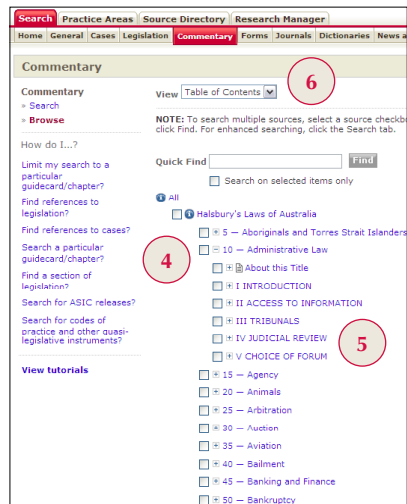 Search Practice Areas Source Directory Research Manager
Home General Cases Legislation Commentary Forms Journals Dictionaries News a
Commentary
Commentary
» Search
» Browse
How do I...?
Limit my search to a
particular
guidecard/chapter?
Find references to
legislation?
Find references to cases?
Search a particular
guidecard/chapter?
Find a section of
legislation?
Search for ASIC releases?
Search for codes of
practice and other quasi-
legislative instruments?
View tutorials
View Table of Contents
6
NOTE: To search multiple sources, select a source checkb
click Find. For enhanced searching, click the Search tab.
Quick Find Find
Search on selected items only
All
Halsbury's Laws of Australia
5 — Aboriginals and Torres Strait Islanders
4
10 — Administrative Law
About this Title
I INTRODUCTION
II ACCESS TO INFORMATION
III TRIBUNALS
IV JUDICIAL REVIEW
5
V CHOICE OF FORUM
15 — Agency
20 — Animals
25 — Arbitration
30 — Auction
35 — Aviation
40 — Bailment
45 — Banking and Finance
50 — Bankruptcy